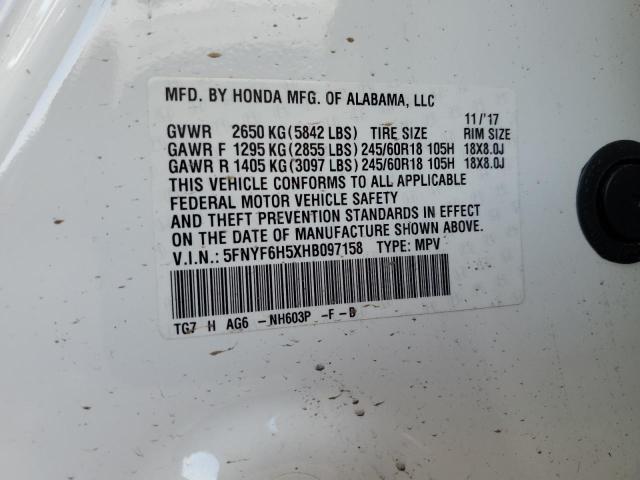 MFD. BY HONDA MFG. OF ALABAMA, LLC
11/'17
GVWR 2650 KG(5842 LBS) TIRE SIZE RIM SIZE
GAWR F 1295 KG(2855 LBS)245/60R18 105H 18X8.0J
GAWR R 1405 KG(3097 LBS)245/60R18 105H 18X8.0J
THIS VEHICLE CONFORMS TO ALL APPLICABLE
FEDERAL MOTOR VEHICLE SAFETY
AND THEFT PREVENTION STANDARDS IN EFFECT
ON THE DATE OF MANUFACTURE SHOWN ABOVE.
V.I.N.: 5FNYF6H5XHB097158 TYPE: MPV
TG7 H AG6 -NH603P -F-D